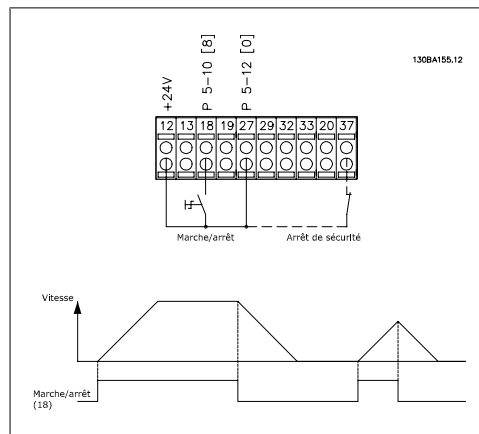 130BA155.12
+24V
P 5-10 [8]
P 5-12 [0]
12 13 18 19 27 29 32 33 20 37
Marche/arrêt
Arrêt de sécurité
Vitesse
Marche/arrêt
(18)